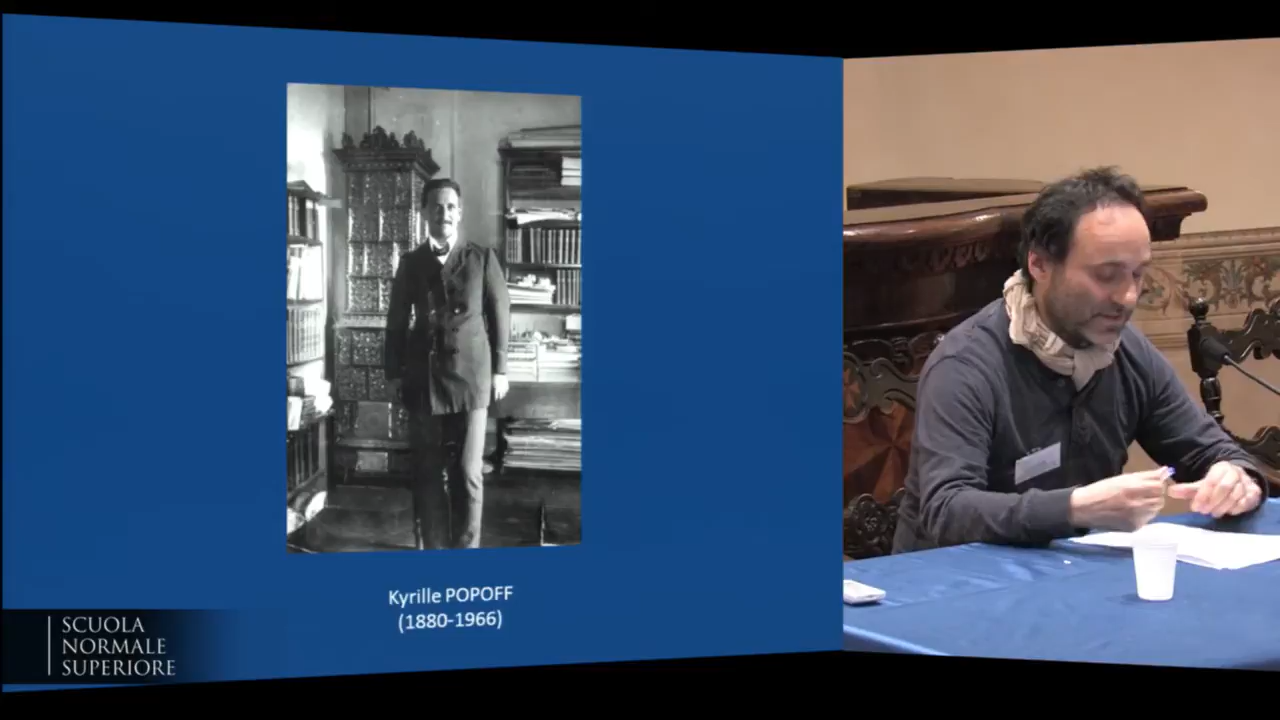 Kyrille POPOFF
(1880-1966)
SCUOLA
NORMALE
SUPERIORE